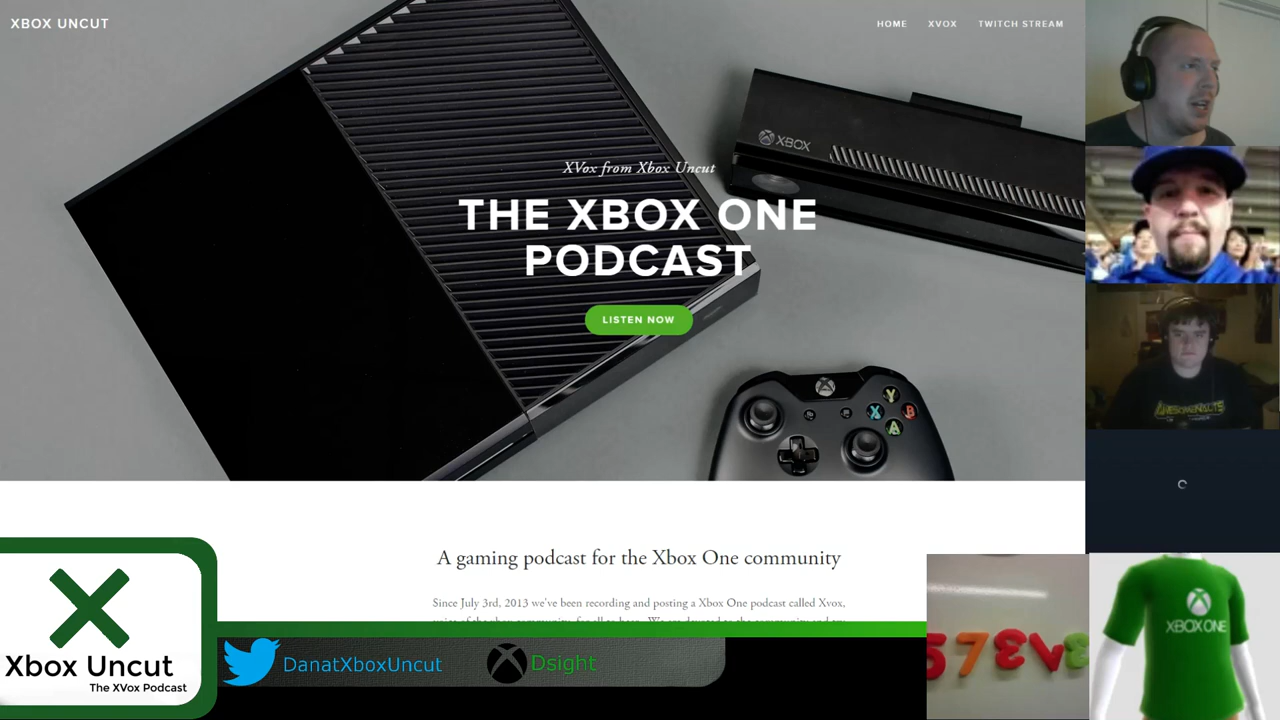 XBOX UNCUT
HOME XVOX TWITCH STREAM
XBOX
XVox from Xbox Uncut
THE XBOX ONE
PODCAST
LISTEN NOW
Y
X B
A
AWESOMENAUTS
A gaming podcast for the Xbox One community
Since July 3rd, 2013 we've been recording and posting a Xbox One podcast called Xvox,
Xbox Uncut
The XVox Podcast
DanatXboxUncut
Dsight
XBOX ONE